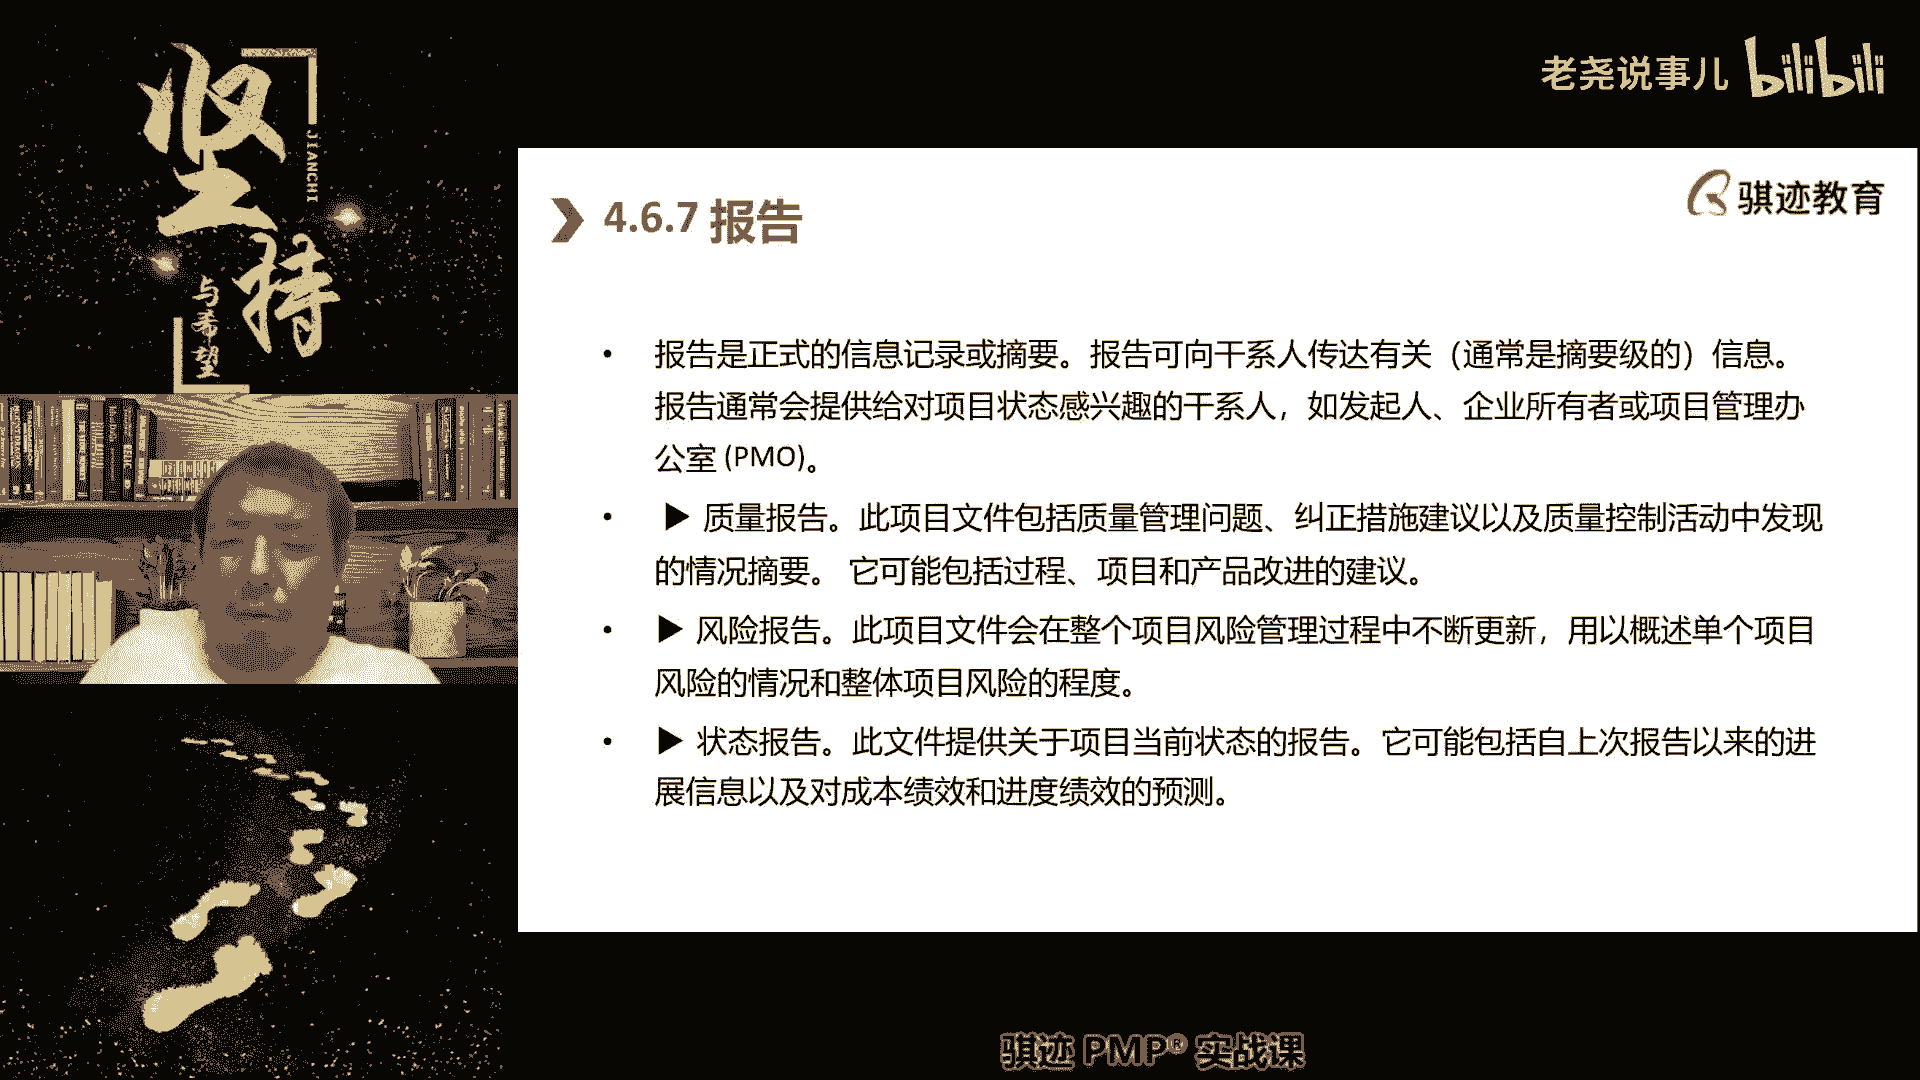 坚持
JIANCHI
与希望
老尧说事儿 bilibili
骐迹教育
4.6.7 报告
• 报告是正式的信息记录或摘要。报告可向干系人传达有关（通常是摘要级的）信息。
报告通常会提供给对项目状态感兴趣的干系人，如发起人、企业所有者或项目管理办
公室 (PMO)。
• ▶ 质量报告。此项目文件包括质量管理问题、纠正措施建议以及质量控制活动中发现
的情况摘要。 它可能包括过程、项目和产品改进的建议。
• ▶ 风险报告。此项目文件会在整个项目风险管理过程中不断更新，用以概述单个项目
风险的情况和整体项目风险的程度。
• ▶ 状态报告。此文件提供关于项目当前状态的报告。它可能包括自上次报告以来的进
展信息以及对成本绩效和进度绩效的预测。
骐迹 PMP® 实战课